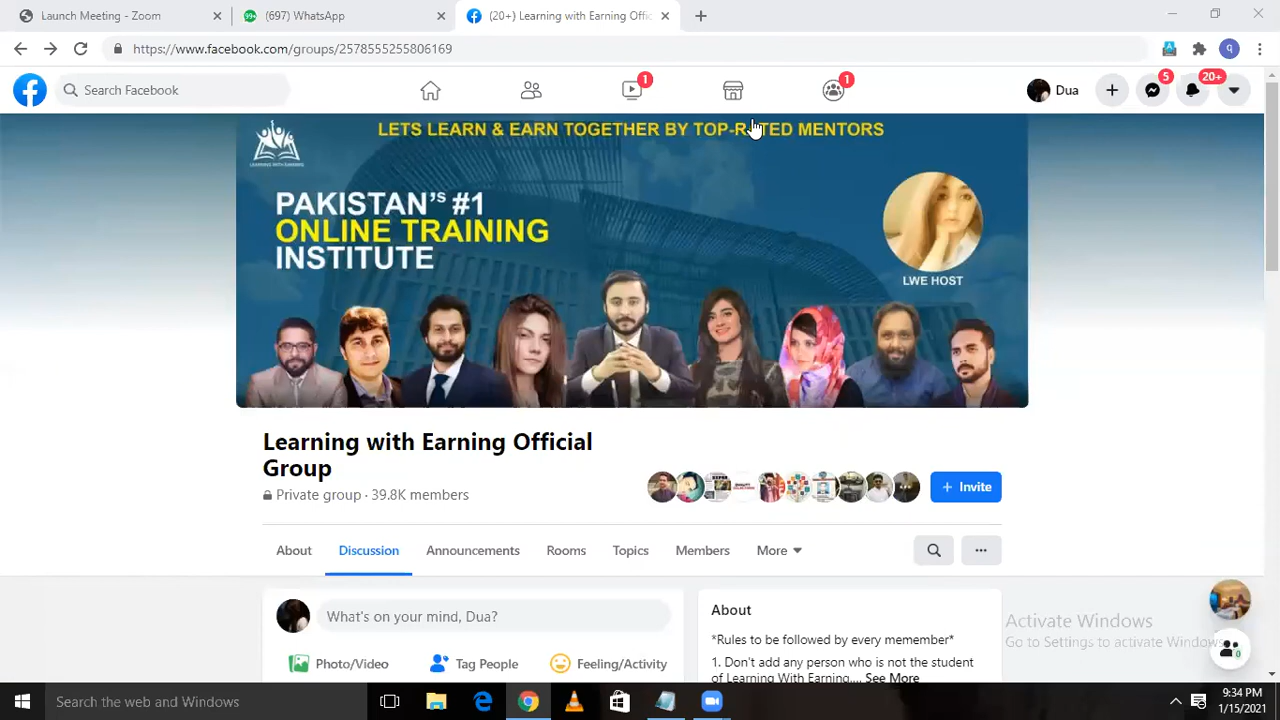 Launch Meeting - Zoom
(697) WhatsApp
(20+) Learning with Earning Offic
https://www.facebook.com/groups/2578555255806169
q
Search Facebook
1
1
Dua
5
20+
LETS LEARN & EARN TOGETHER BY TOP-RATED MENTORS
PAKISTAN's #1
ONLINE TRAINING
INSTITUTE
LWE HOST
Learning with Earning Official
Group
Private group · 39.8K members
Invite
About
Discussion
Announcements
Rooms
Topics
Members
More
What's on your mind, Dua?
Photo/Video
Tag People
Feeling/Activity
About
*Rules to be followed by every memember*
1. Don't add any person who is not the student
of Learning With Earning.... See More
Activate Windows
Go to Settings to activate Windows
Search the web and Windows
9:34 PM
1/15/2021